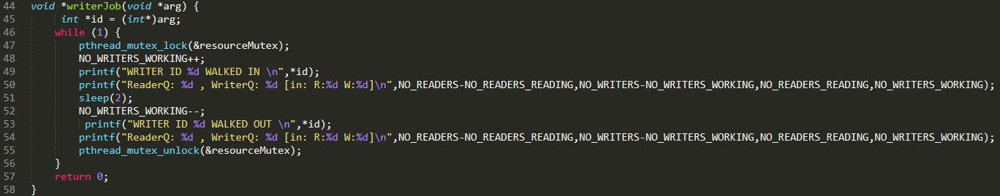 44 void *writerJob(void *arg) {
45      int *id = (int*)arg;
46     while (1) {
47         pthread_mutex_lock(&resourceMutex);
48         NO_WRITERS_WORKING++;
49         printf("WRITER ID %d WALKED IN \n",*id);
50         printf("ReaderQ: %d , WriterQ: %d [in: R:%d W:%d]\n",NO_READERS-NO_READERS_READING,NO_WRITERS-NO_WRITERS_WORKING,NO_READERS_READING,NO_WRITERS_WORKING);
51         sleep(2);
52         NO_WRITERS_WORKING--;
53          printf("WRITER ID %d WALKED OUT \n",*id);
54         printf("ReaderQ: %d , WriterQ: %d [in: R:%d W:%d]\n",NO_READERS-NO_READERS_READING,NO_WRITERS-NO_WRITERS_WORKING,NO_READERS_READING,NO_WRITERS_WORKING);
55         pthread_mutex_unlock(&resourceMutex);
56     }
57     return 0;
58 }